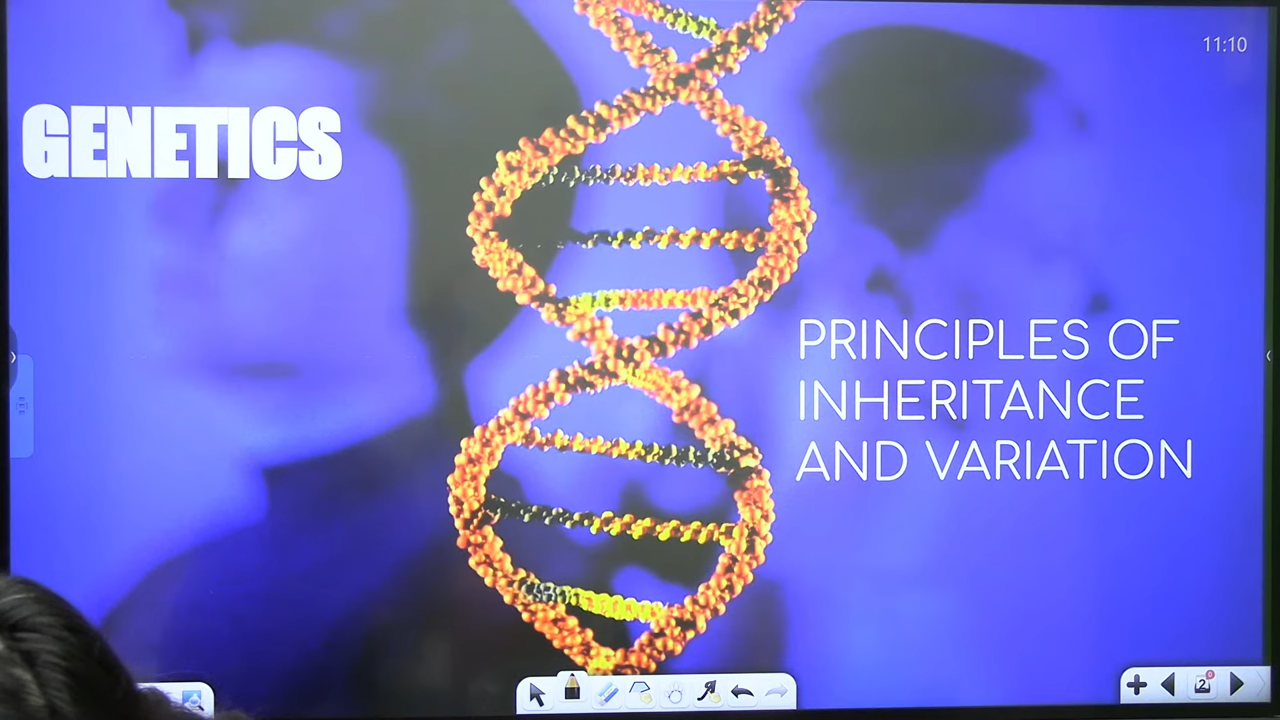 11:10
GENETICS
PRINCIPLES OF
INHERITANCE
AND VARIATION
2